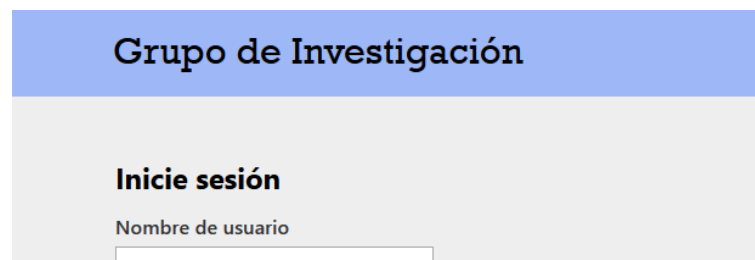 Grupo de Investigación
Inicie sesión
Nombre de usuario